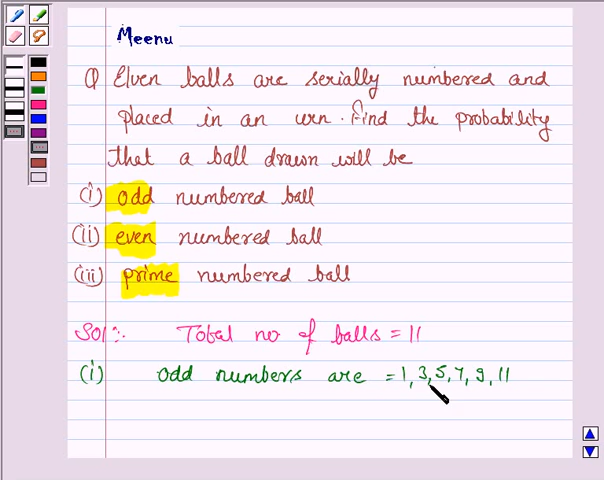 Meenu
Q Elven balls are serially numbered and
placed in an urn. Find the probability
that a ball drawn will be
(i) odd numbered ball
(ii) even numbered ball
(iii) prime numbered ball
Sol:. Total no of balls = 11
(i) odd numbers are = 1, 3, 5, 7, 9, 11